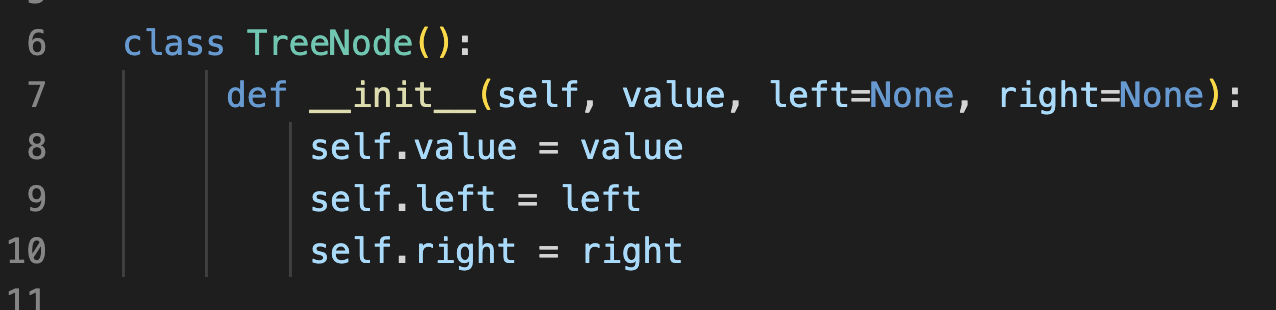 6 class TreeNode():
7 def __init__(self, value, left=None, right=None):
8 self.value = value
9 self.left = left
10 self.right = right
11